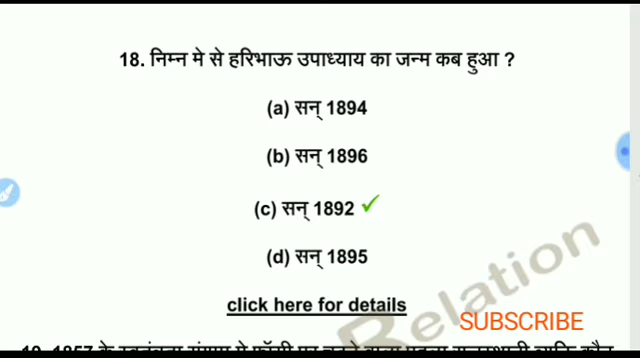 18. निम्न मे से हरिभाऊ उपाध्याय का जन्म कब हुआ ?
(a) सन् 1894
(b) सन् 1896
(c) सन् 1892 ✓
(d) सन् 1895
click here for details
elation
SUBSCRIBE